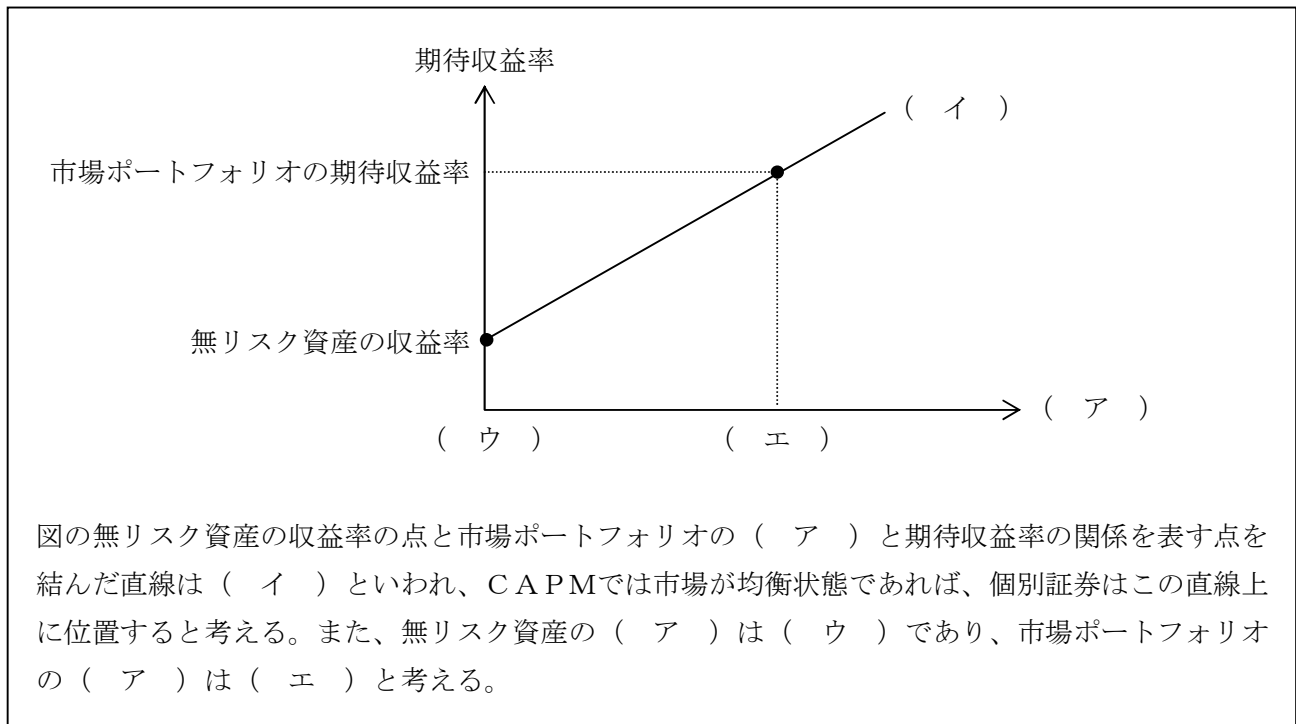 期待収益率
（　イ　）
市場ポートフォリオの期待収益率
無リスク資産の収益率
（　ア　）
（　ウ　）　（　エ　）
図の無リスク資産の収益率の点と市場ポートフォリオの（　ア　）と期待収益率の関係を表す点を
結んだ直線は（　イ　）といわれ、ＣＡＰＭでは市場が均衡状態であれば、個別証券はこの直線上
に位置すると考える。また、無リスク資産の（　ア　）は（　ウ　）であり、市場ポートフォリオ
の（　ア　）は（　エ　）と考える。